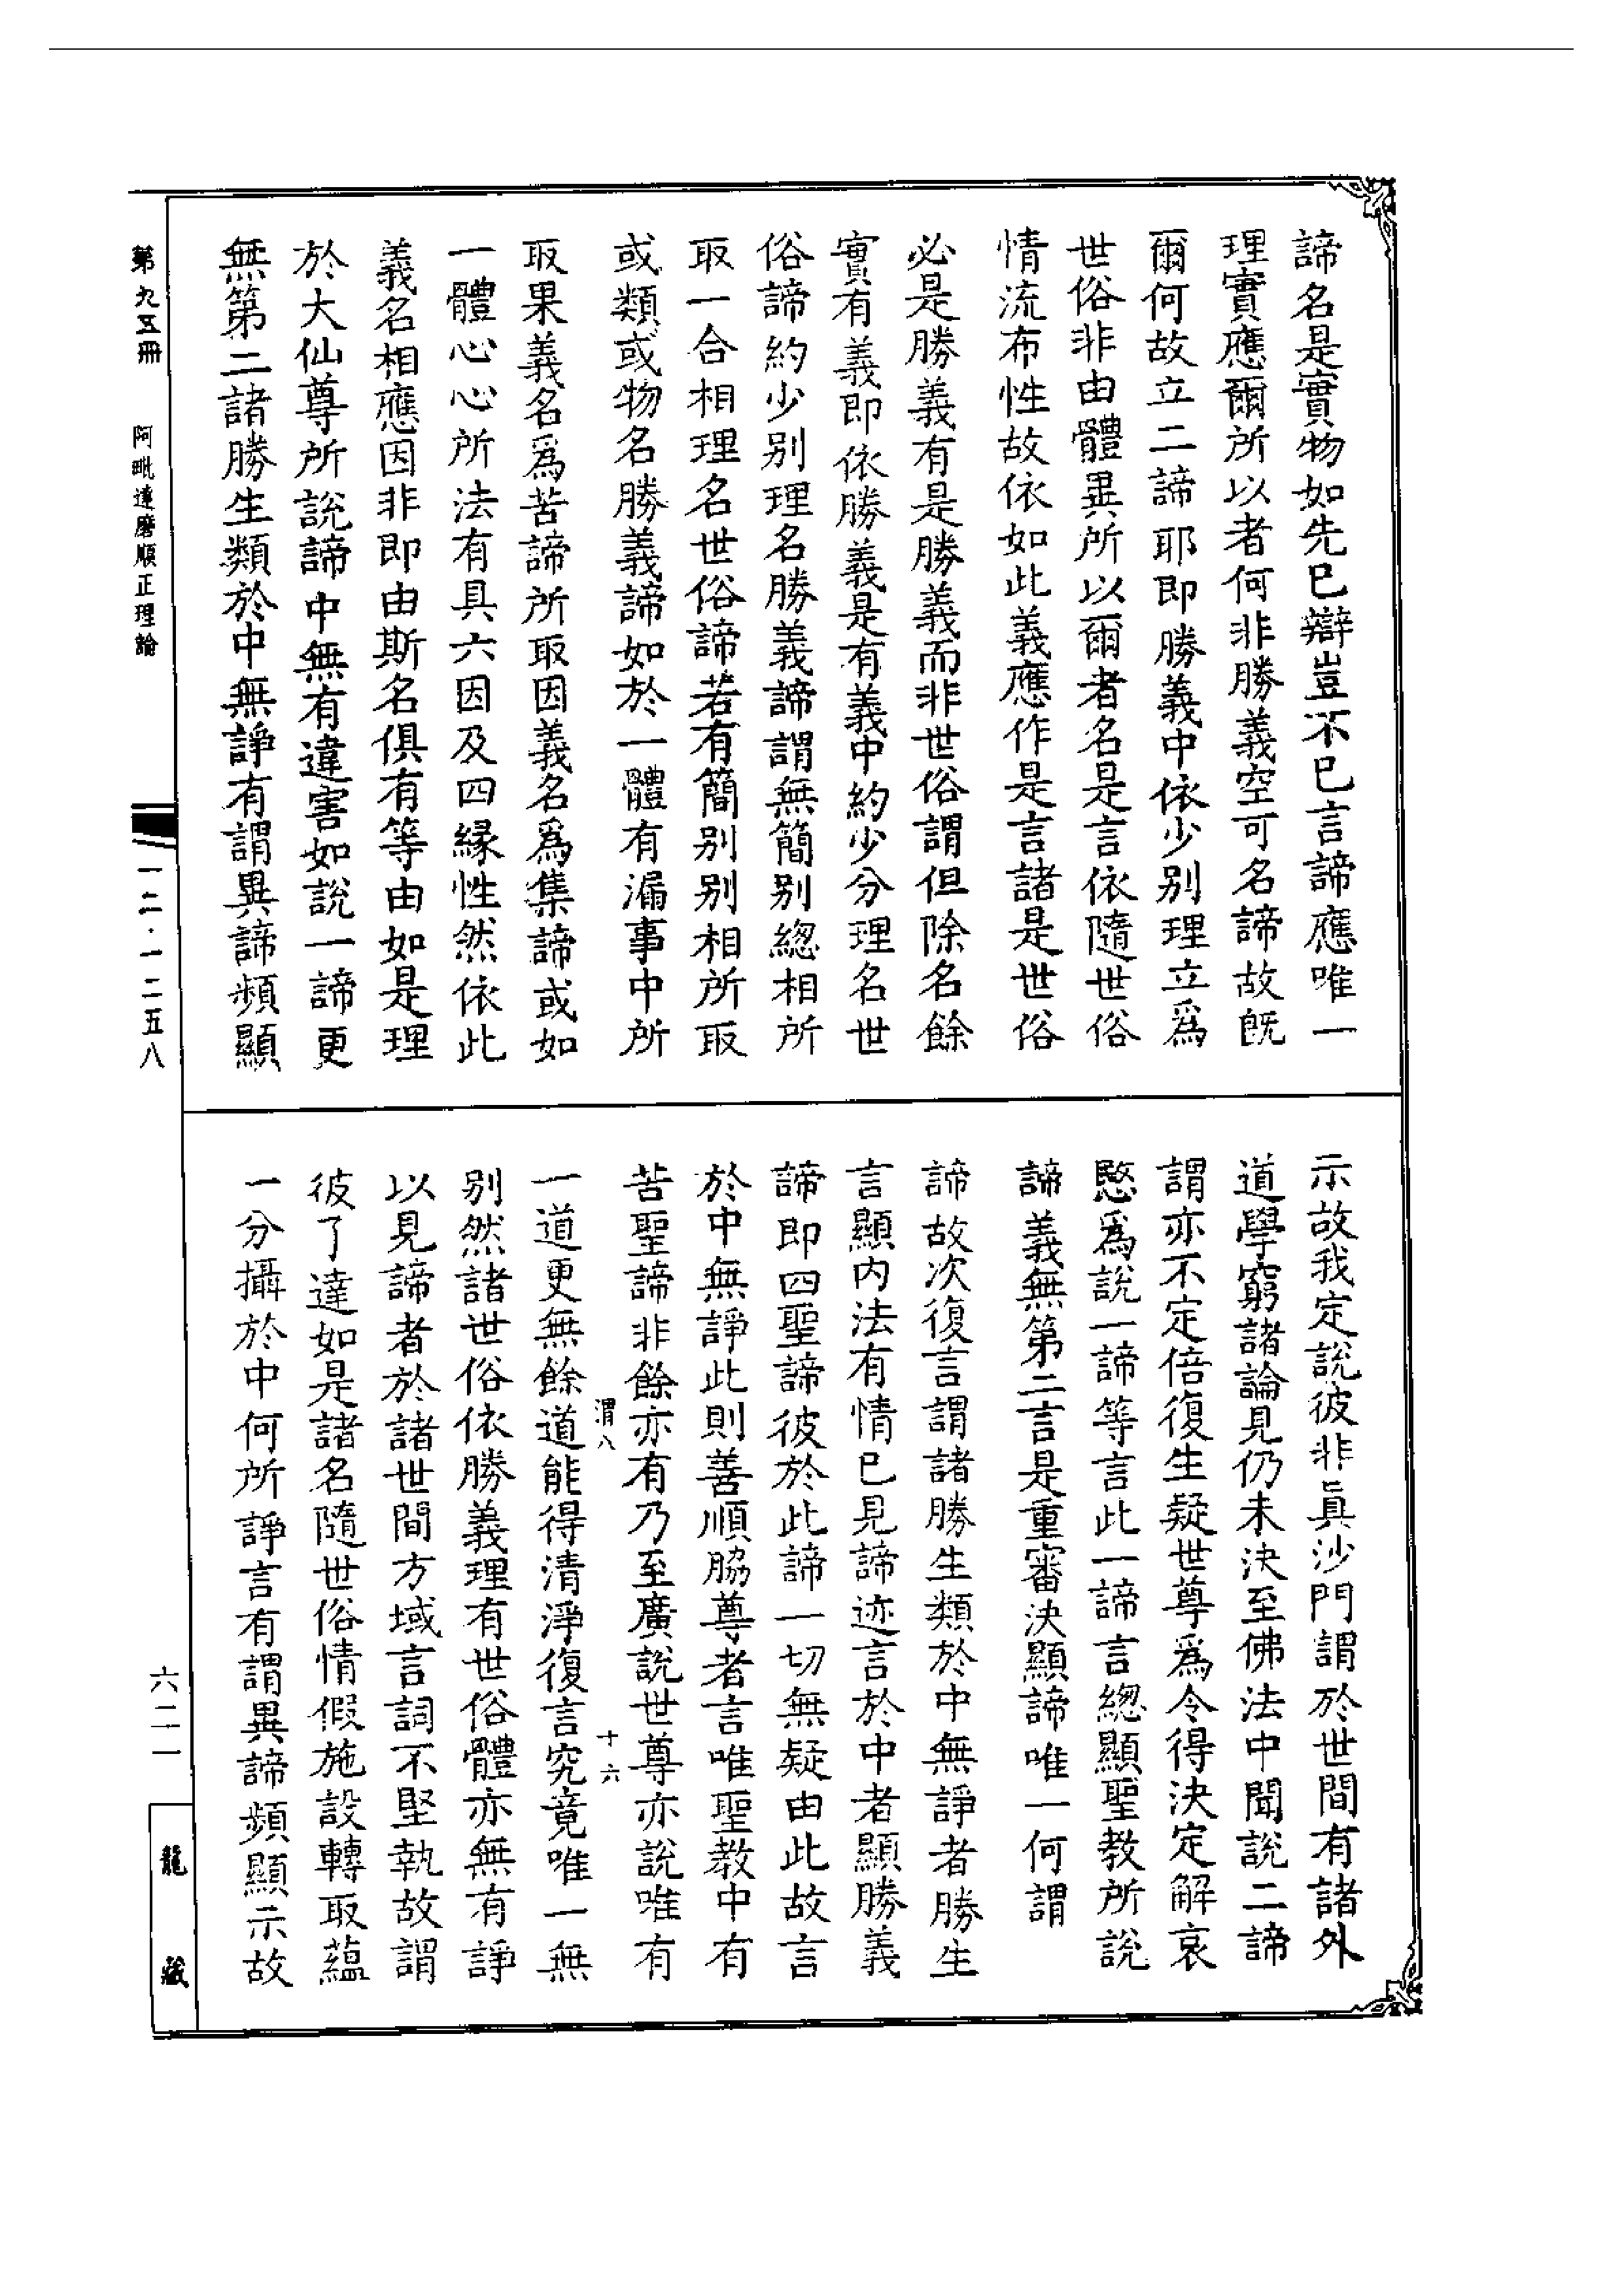 諦名是實物如先已辯豈不已言諦應唯一
理實應爾所以者何非勝義空可名諦故既
爾何故立二諦耶即勝義中依少別理立爲
世俗非由體異所以爾者名是言依隨世俗
情流布性故依如此義應作是言諸是世俗
必是勝義有是勝義而非世俗謂但除名餘
實有義即依勝義是有義中約少分理名世
俗諦約少別理名勝義諦謂無簡別總相所
取一合相理名世俗諦若有簡別別相所取
或類或物名勝義諦如於一體有漏事中所
取果義名爲苦諦所取因義名爲集諦或如
一體心心所法有具六因及四緣性然依此
義名相應因非即由斯名俱有等由如是理
於大仙尊所說諦中無有違害如說一諦更
無第二諸勝生類於中無諍有謂異諦頻顯
示故我定說彼非眞沙門謂於世間有諸外
道學窮諸論見仍未決至佛法中聞說二諦
謂亦不定倍復生疑世尊爲令得決定解哀
愍爲說一諦等言此一諦言總顯聖教所說
諦義無第二言是重審決顯諦唯一何謂
諦故次復言謂諸勝生類於中無諍者勝生
言顯內法有情已見諦迹言於中者顯勝義
諦即四聖諦彼於此諦一切無疑由此故言
於中無諍此則善順脇尊者言唯聖教中有
苦聖諦非餘亦有乃至廣說世尊亦說唯有
渭八 十六
一道更無餘道能得清淨復言究竟唯一無
別然諸世俗依勝義理有世俗體亦無有諍
以見諦者於諸世間方域言詞不堅執故謂
彼了達如是諸名隨世俗情假施設轉取蘊
一分攝於中何所諍言有謂異諦頻顯示故
第九五冊 阿毗達磨順正理論 一二·一二五八
六二一
龍藏